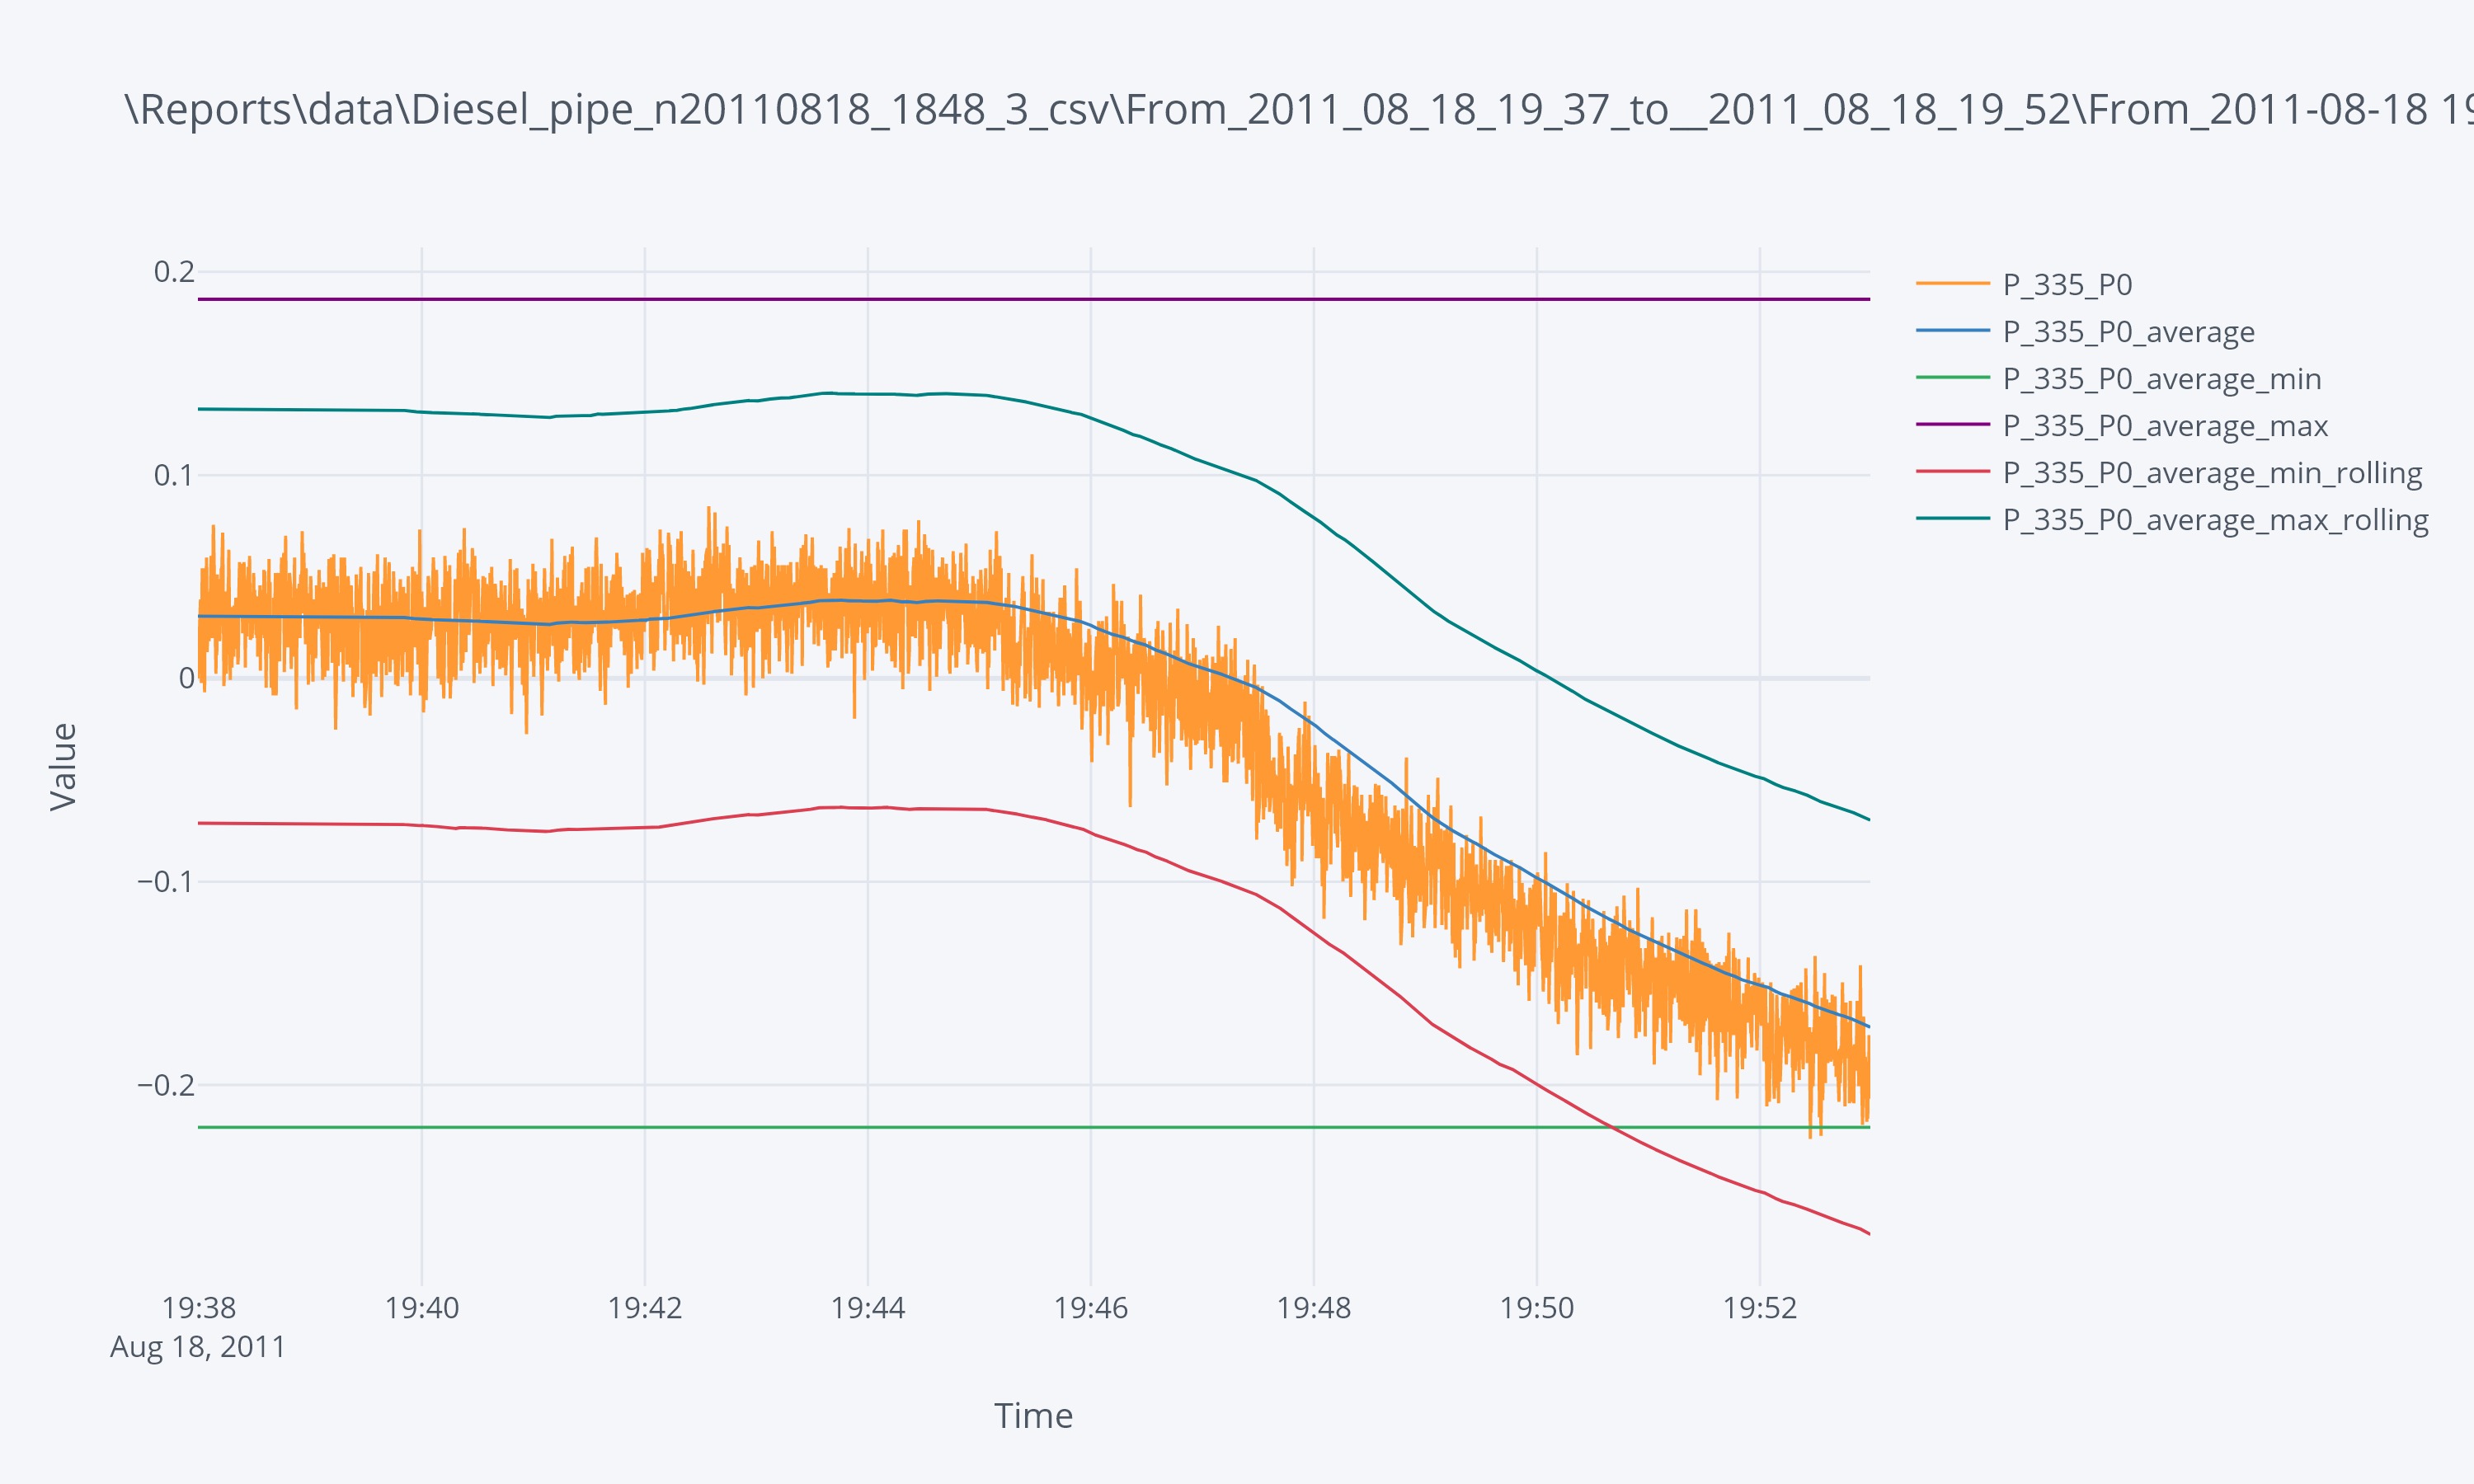 \Reports\data\Diesel_pipe_n20110818_1848_3_csv\From_2011_08_18_19_37_to__2011_08_18_19_52\From_2011-08-18 19
0.2
0.1
0
−0.1
−0.2
Value
19:38
Aug 18, 2011
19:40
19:42
19:44
19:46
19:48
19:50
19:52
Time
P_335_P0
P_335_P0_average
P_335_P0_average_min
P_335_P0_average_max
P_335_P0_average_min_rolling
P_335_P0_average_max_rolling